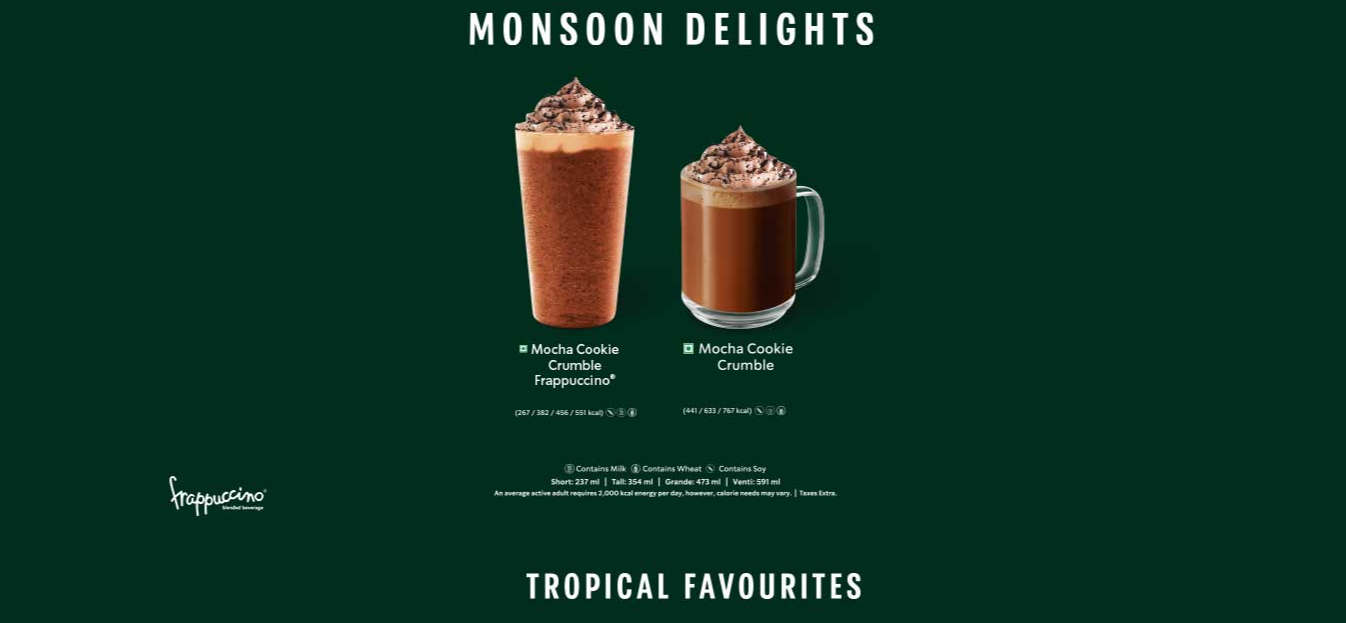 MONSOON DELIGHTS
Mocha Cookie
Crumble
Frappuccino®
(267 / 382 / 456 / 551 kcal)
Mocha Cookie
Crumble
(441 / 633 / 767 kcal)
Contains Milk Contains Wheat Contains Soy
Short: 237 ml | Tall: 354 ml | Grande: 473 ml | Venti: 591 ml
An average active adult requires 2,000 kcal energy per day, however, calorie needs may vary. | Taxes Extra.
frappuccino®
blended beverage
TROPICAL FAVOURITES